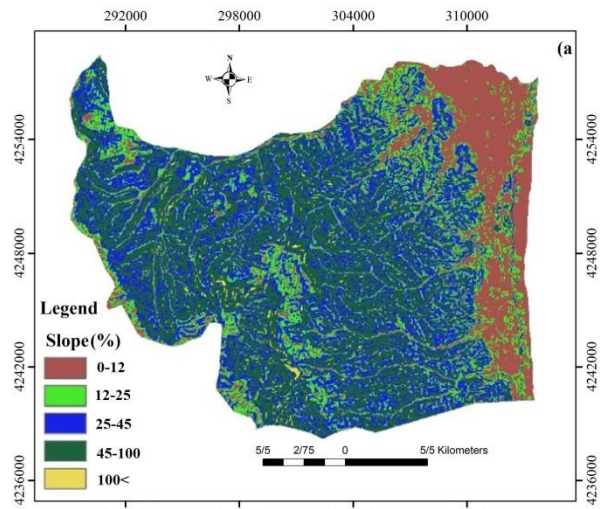 292000 298000 304000 310000
(a
N
W E
S
4254000 4254000
4248000 4248000
4242000 4242000
4236000 4236000
Legend
Slope(%)
0-12
12-25
25-45
45-100
100<
5/5 2/75 0 5/5 Kilometers